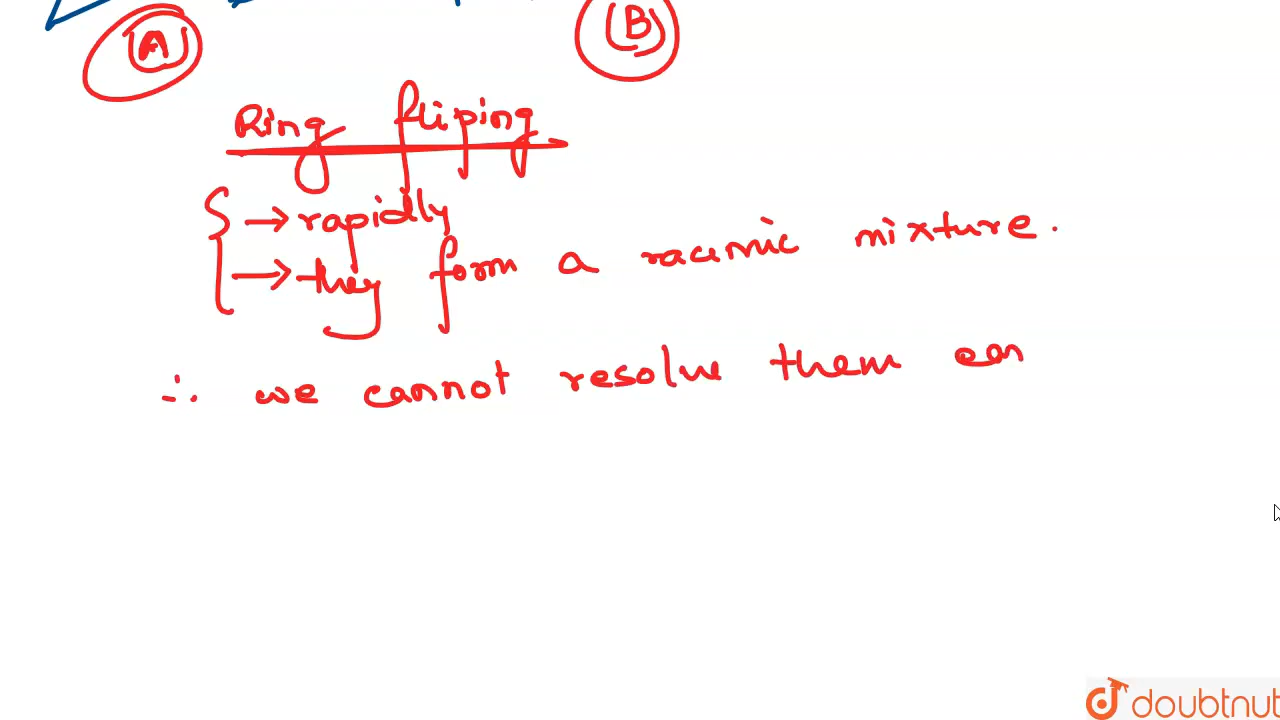 (A) (B)
Ring fliping
→ rapidly
→ they form a racemic mixture.
∴ we cannot resolve them
doubtnut